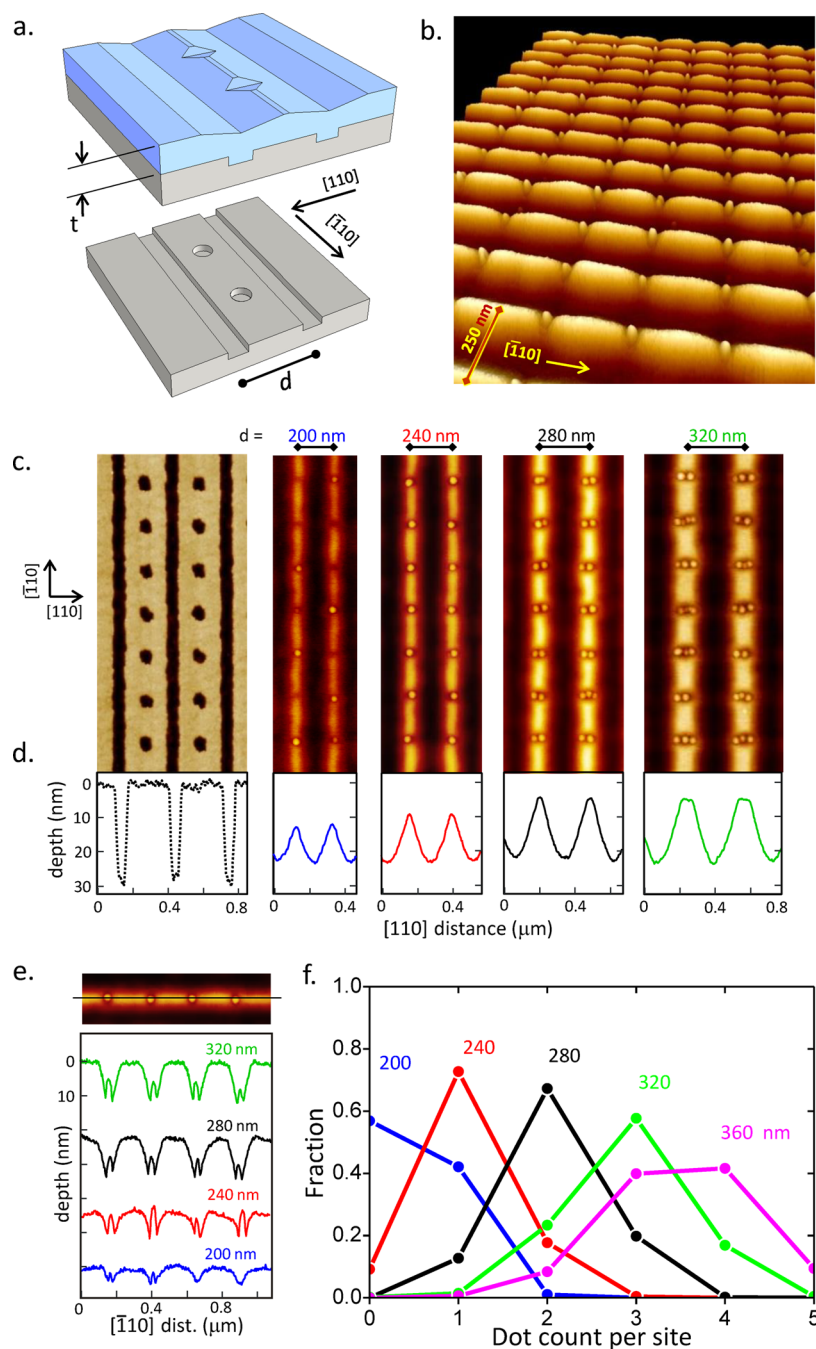 a.
[110]
[1̅10]
t
d
b.
250 nm
[1̅10]
c.
d =
200 nm
240 nm
280 nm
320 nm
[1̅10]
[110]
d.
depth (nm)
0
10
20
30
0
0.4
0.8
0
0.4
0
0.4
0
0.4
0
0.4
0.8
[110] distance (μm)
e.
320 nm
280 nm
240 nm
200 nm
depth (nm)
0
10
0
0.4
0.8
[1̅10] dist. (μm)
f.
Fraction
1.0
0.8
0.6
0.4
0.2
0.0
200
240
280
320
360 nm
0
1
2
3
4
5
Dot count per site